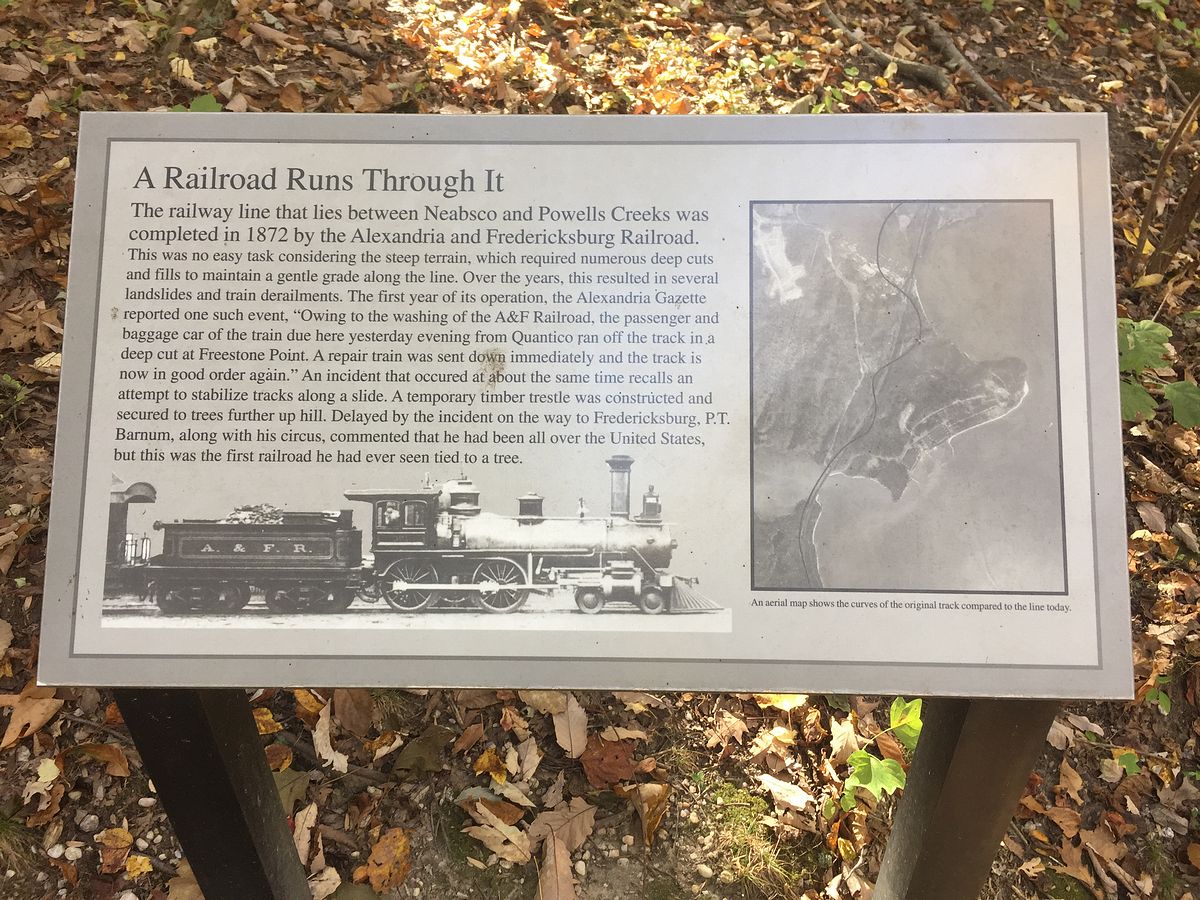 A Railroad Runs Through It
The railway line that lies between Neabsco and Powells Creeks was
completed in 1872 by the Alexandria and Fredericksburg Railroad.
This was no easy task considering the steep terrain, which required numerous deep cuts
and fills to maintain a gentle grade along the line. Over the years, this resulted in several
landslides and train derailments. The first year of its operation, the Alexandria Gazette
reported one such event, “Owing to the washing of the A&F Railroad, the passenger and
baggage car of the train due here yesterday evening from Quantico ran off the track in a
deep cut at Freestone Point. A repair train was sent down immediately and the track is
now in good order again.” An incident that occured at about the same time recalls an
attempt to stabilize tracks along a slide. A temporary timber trestle was constructed and
secured to trees further up hill. Delayed by the incident on the way to Fredericksburg, P.T.
Barnum, along with his circus, commented that he had been all over the United States,
but this was the first railroad he had ever seen tied to a tree.
A. & F. R.
An aerial map shows the curves of the original track compared to the line today.